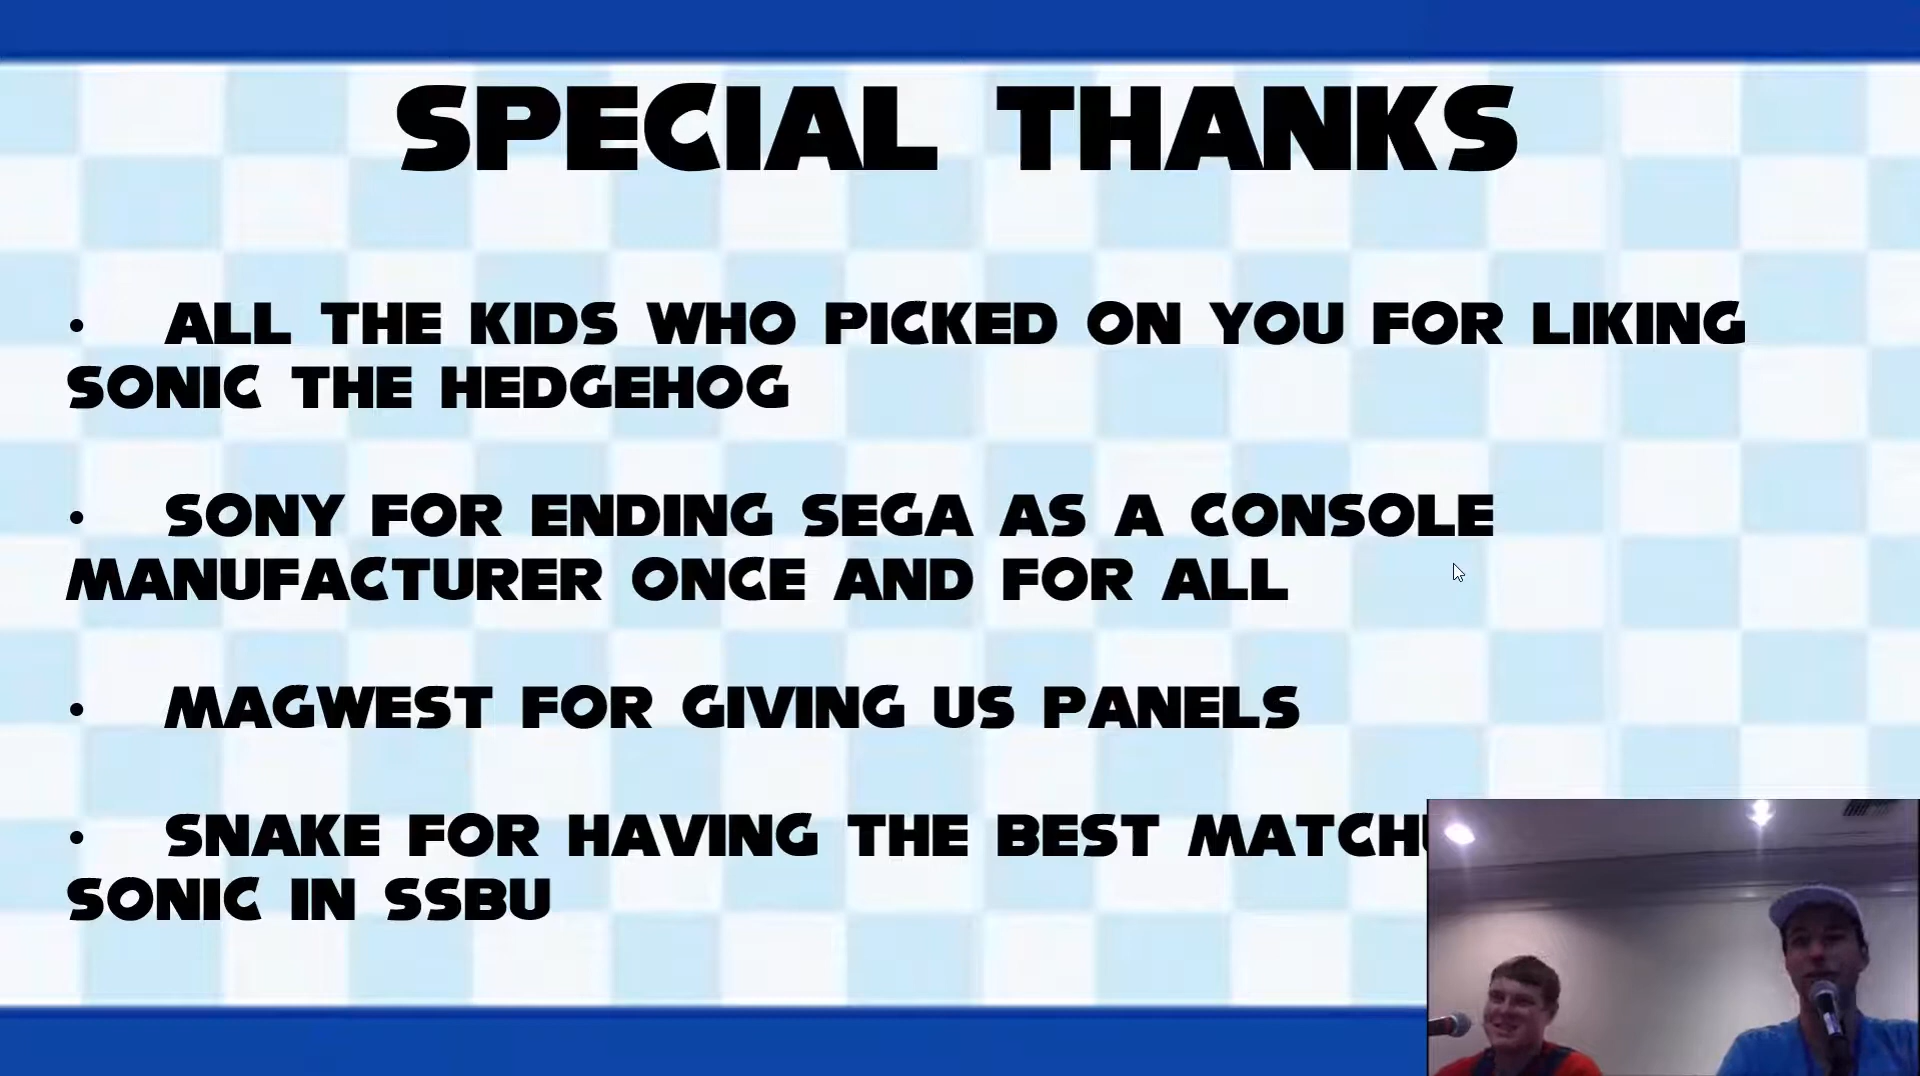 SPECIAL THANKS
• ALL THE KIDS WHO PICKED ON YOU FOR LIKING
SONIC THE HEDGEHOG
• SONY FOR ENDING SEGA AS A CONSOLE
MANUFACTURER ONCE AND FOR ALL
• MAGWEST FOR GIVING US PANELS
• SNAKE FOR HAVING THE BEST
SONIC IN SSBU